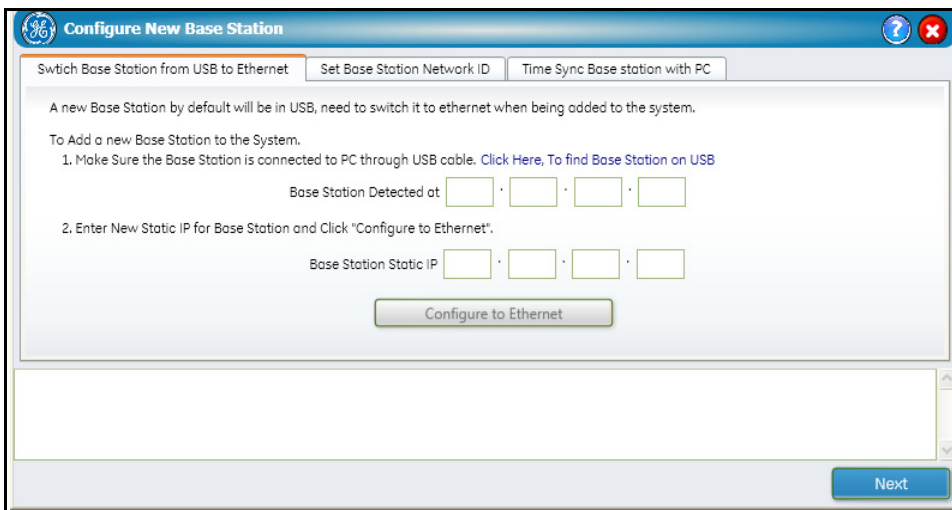 Configure New Base Station
Swtich Base Station from USB to Ethernet
Set Base Station Network ID
Time Sync Base station with PC
A new Base Station by default will be in USB, need to switch it to ethernet when being added to the system.
To Add a new Base Station to the System.
1. Make Sure the Base Station is connected to PC through USB cable. Click Here, To find Base Station on USB
Base Station Detected at . . .
2. Enter New Static IP for Base Station and Click "Configure to Ethernet".
Base Station Static IP . . .
Configure to Ethernet
Next